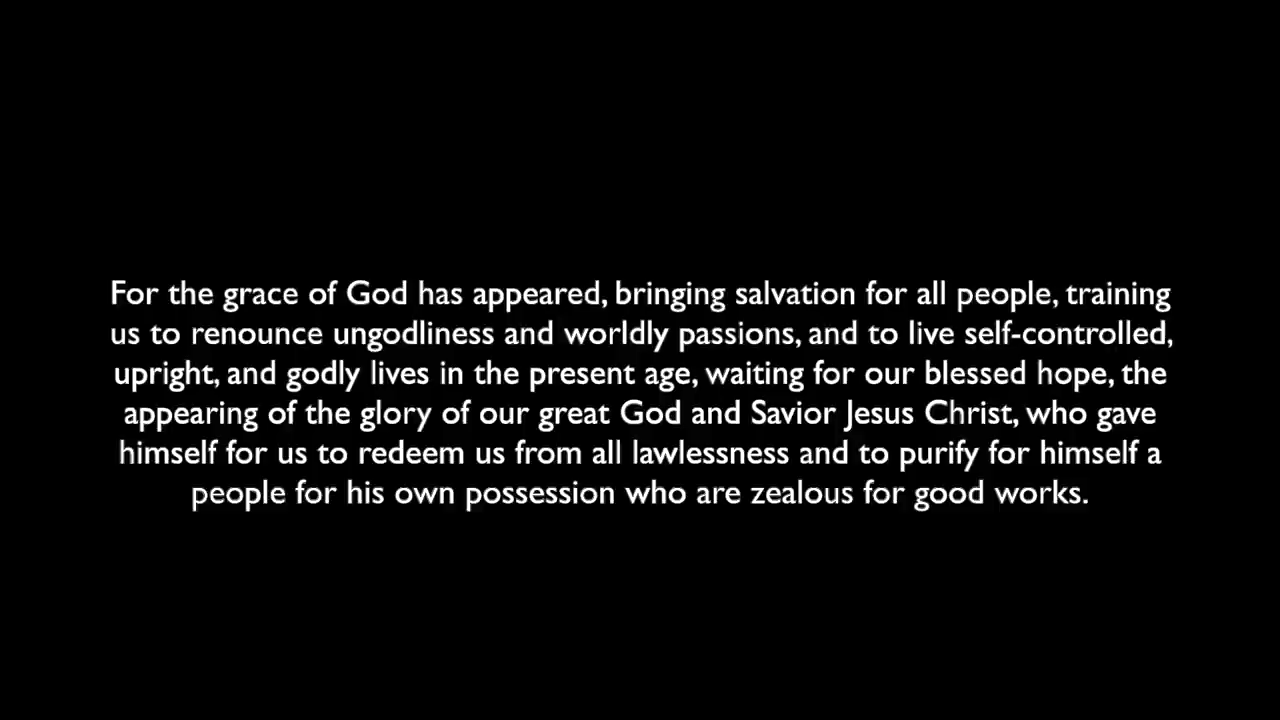 For the grace of God has appeared, bringing salvation for all people, training
us to renounce ungodliness and worldly passions, and to live self-controlled,
upright, and godly lives in the present age, waiting for our blessed hope, the
appearing of the glory of our great God and Savior Jesus Christ, who gave
himself for us to redeem us from all lawlessness and to purify for himself a
people for his own possession who are zealous for good works.